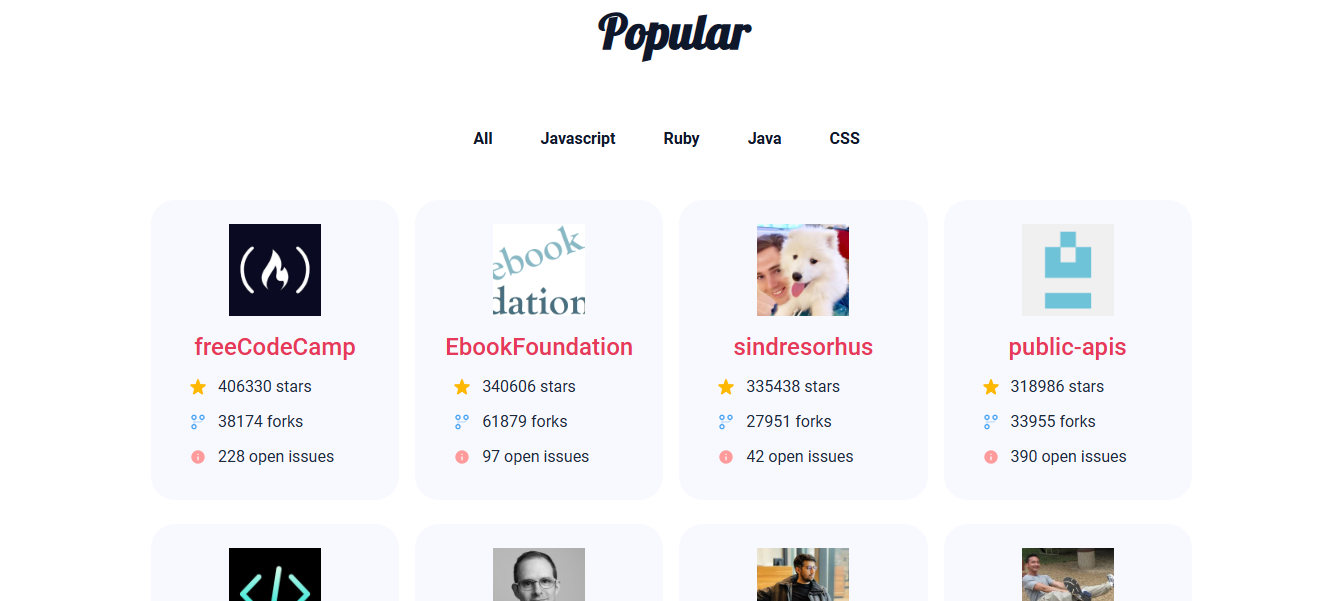 Popular
All Javascript Ruby Java CSS
ebook
dation
freeCodeCamp
406330 stars
38174 forks
228 open issues
EbookFoundation
340606 stars
61879 forks
97 open issues
sindresorhus
335438 stars
27951 forks
42 open issues
public-apis
318986 stars
33955 forks
390 open issues